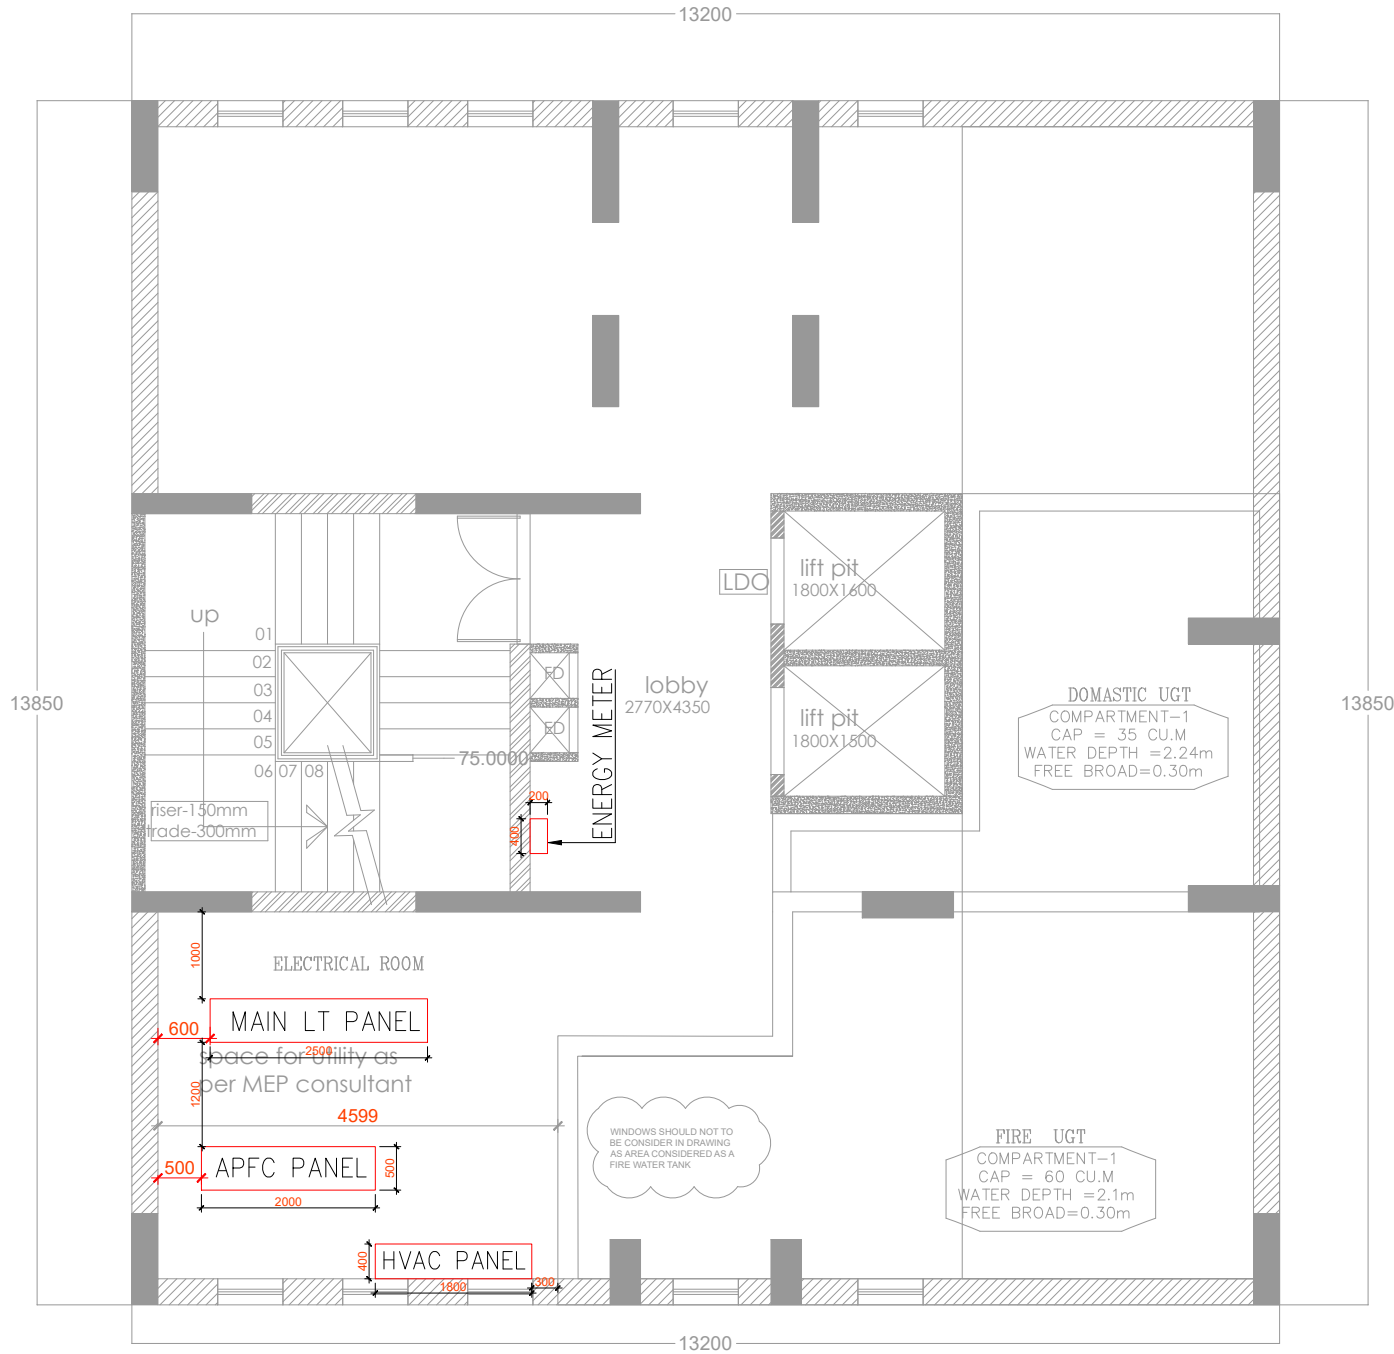 13200
13850
13850
up
01
02
03
04
05
06 07 08
riser-150mm
trade-300mm
75.0000
FD
ED
ENERGY METER
200
400
lobby
2770X4350
LDO
lift pit
1800X1600
lift pit
1800X1500
DOMASTIC UGT
COMPARTMENT-1
CAP = 35 CU.M
WATER DEPTH =2.24m
FREE BROAD=0.30m
1000
ELECTRICAL ROOM
MAIN LT PANEL
600
2500
space for utility as
per MEP consultant
1200
4599
APFC PANEL
500
500
2000
HVAC PANEL
400
1800
300
WINDOWS SHOULD NOT TO
BE CONSIDER IN DRAWING
AS AREA CONSIDERED AS A
FIRE WATER TANK
FIRE UGT
COMPARTMENT-1
CAP = 60 CU.M
WATER DEPTH =2.1m
FREE BROAD=0.30m
13200